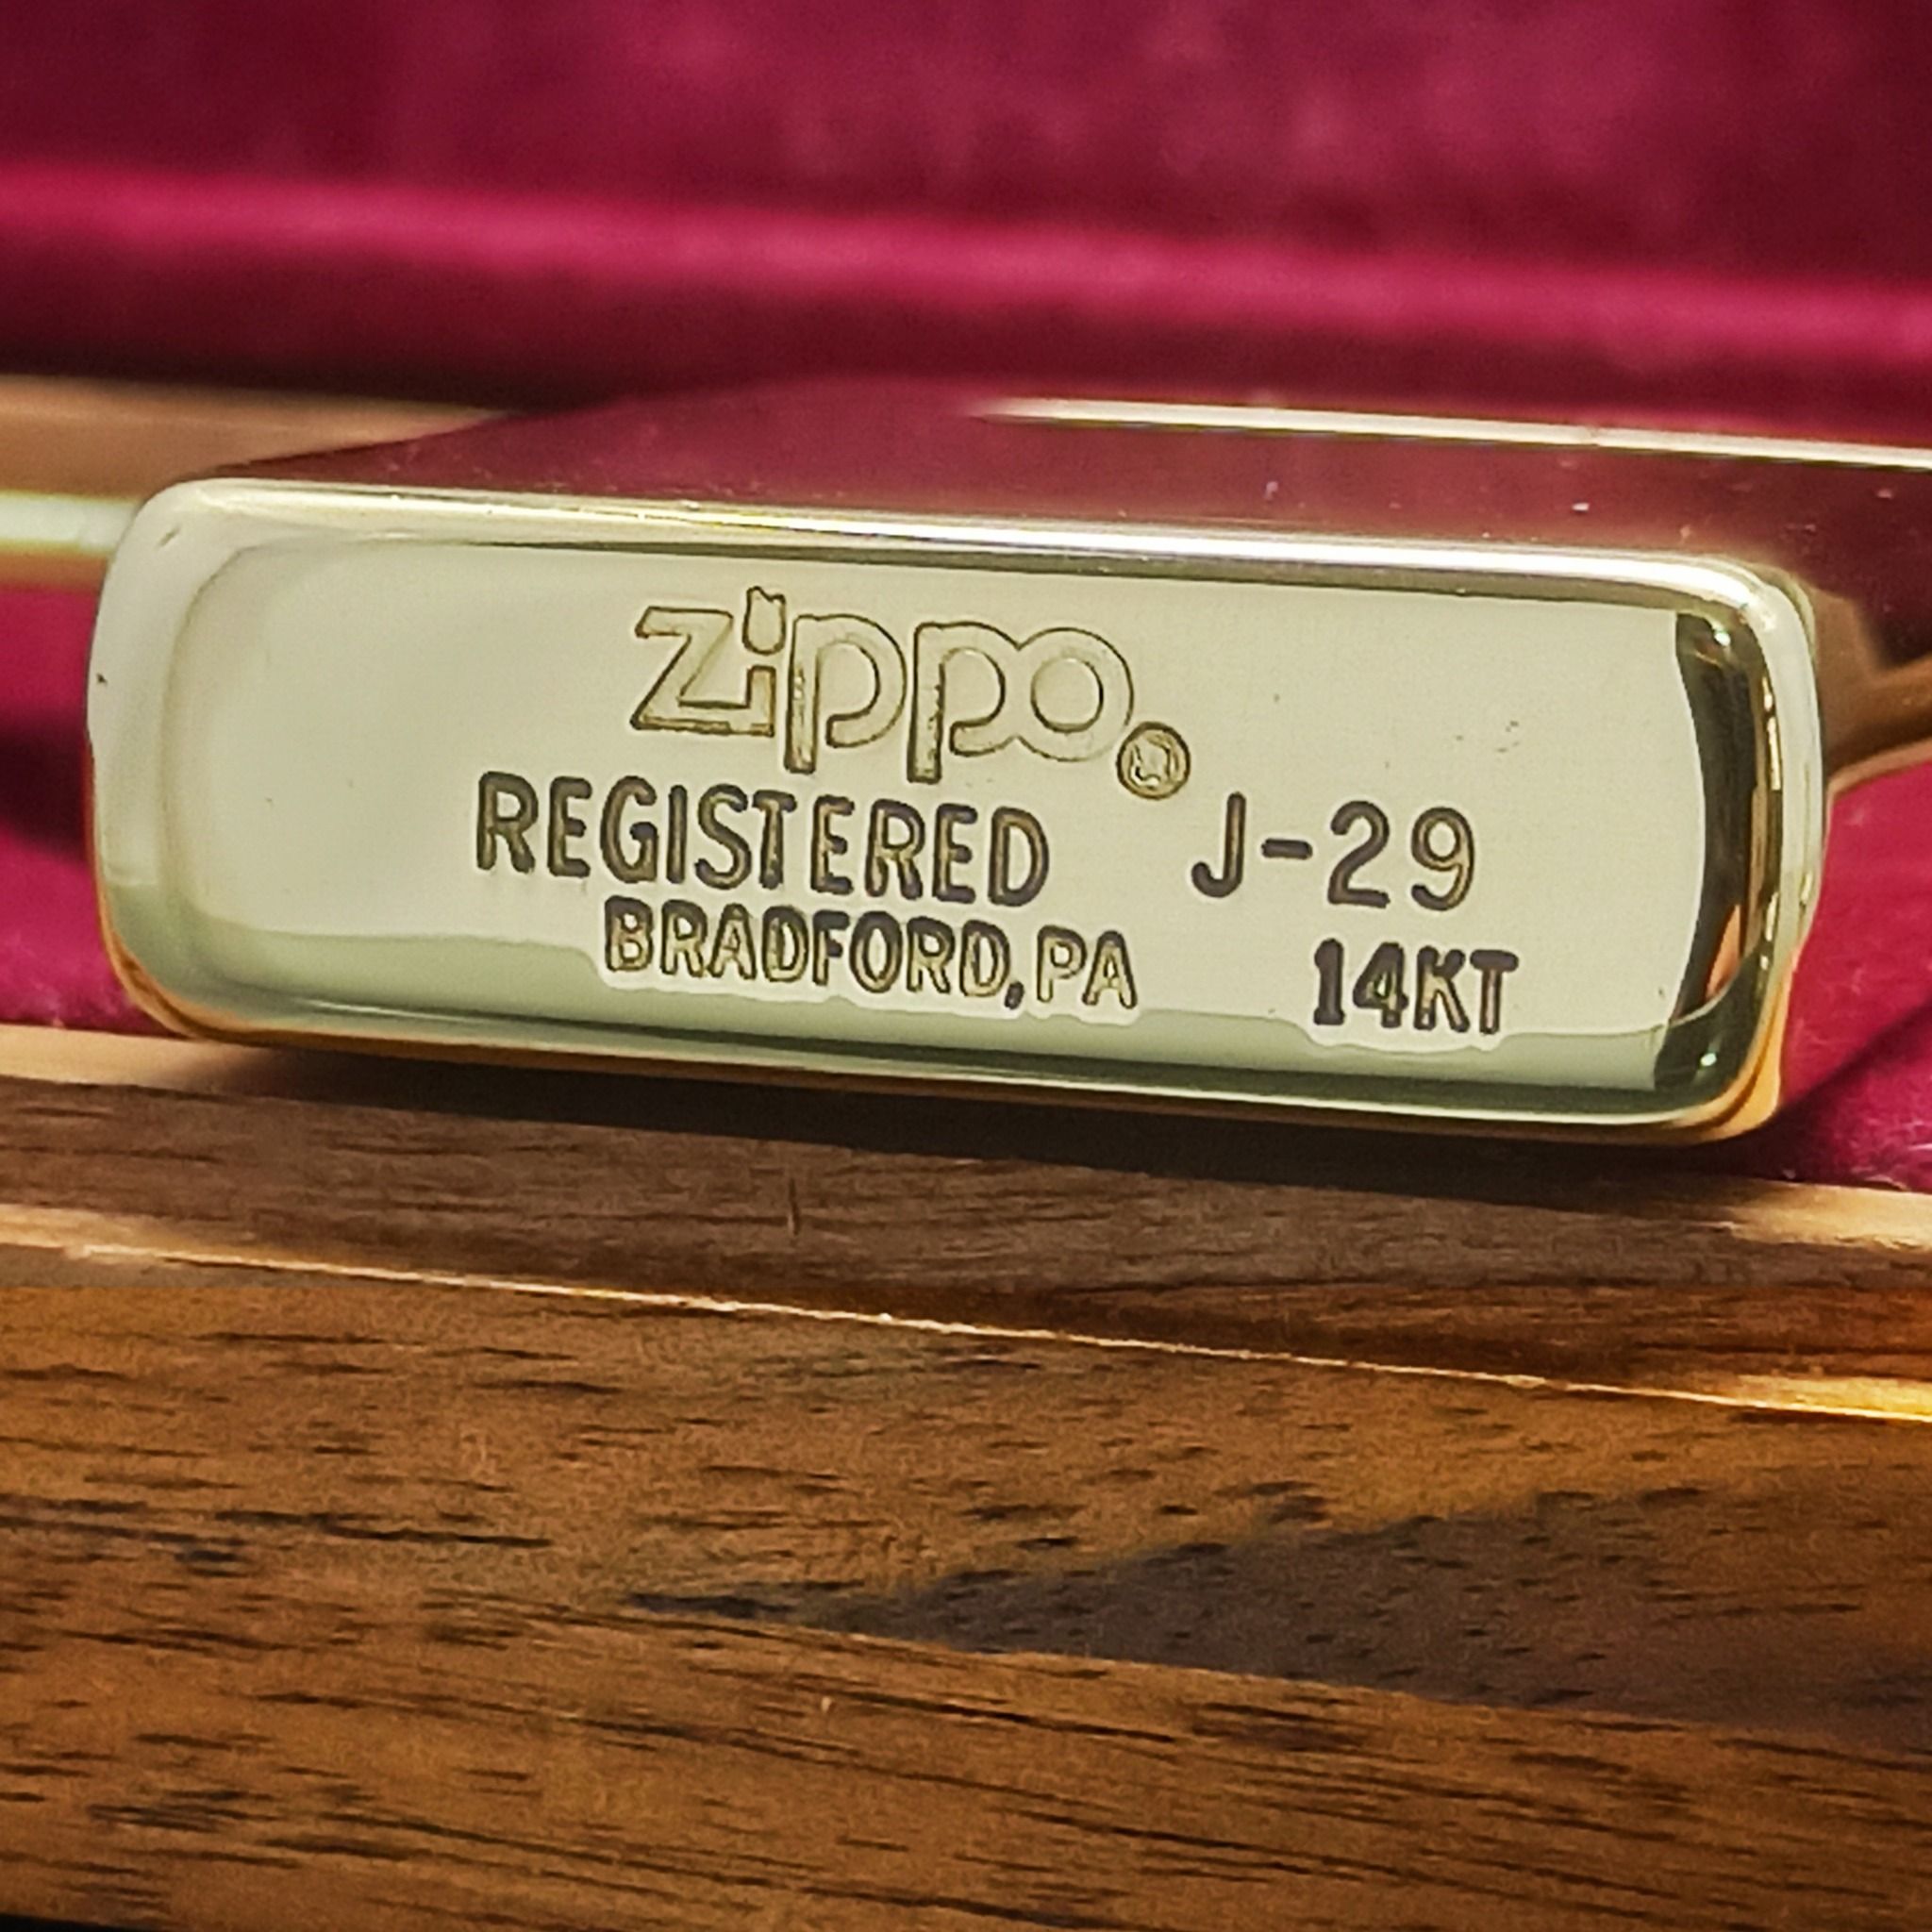 zippo®
REGISTERED J-29
BRADFORD, PA 14KT